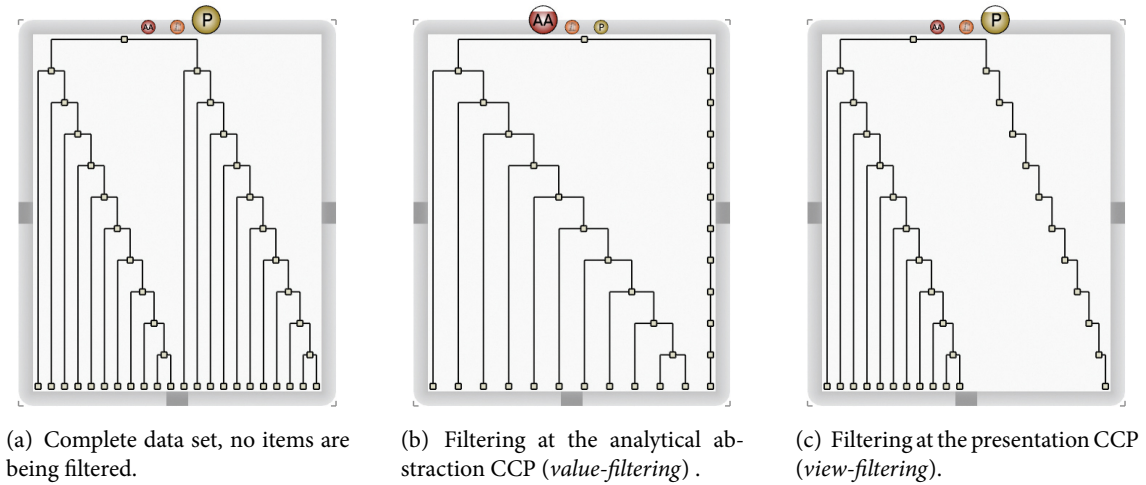 AA P
AA P
AA P
(a) Complete data set, no items are
being filtered.
(b) Filtering at the analytical ab-
straction CCP (value-filtering) .
(c) Filtering at the presentation CCP
(view-filtering).